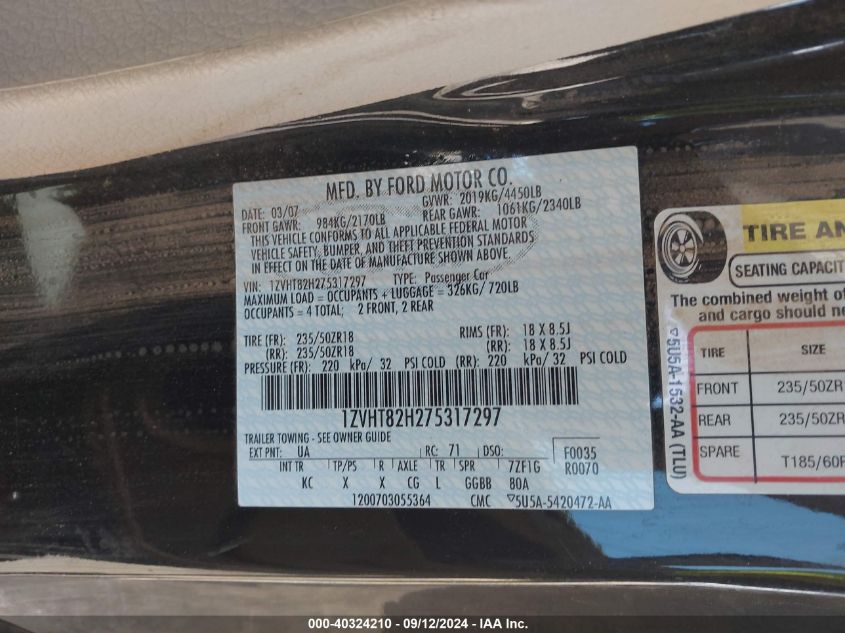 MFD. BY FORD MOTOR CO.
DATE: 03/07 GVWR: 2019KG/4450LB
FRONT GAWR: 984KG/2170LB REAR GAWR: 1061KG/2340LB
THIS VEHICLE CONFORMS TO ALL APPLICABLE FEDERAL MOTOR
VEHICLE SAFETY, BUMPER, AND THEFT PREVENTION STANDARDS
IN EFFECT ON THE DATE OF MANUFACTURE SHOWN ABOVE.
VIN: 1ZVHT82H275317297 TYPE: Passenger Car
MAXIMUM LOAD = OCCUPANTS + LUGGAGE = 326KG/ 720LB
OCCUPANTS = 4 TOTAL; 2 FRONT, 2 REAR
TIRE (FR): 235/50ZR18 RIMS (FR): 18 X 8.5J
(RR): 235/50ZR18 (RR): 18 X 8.5J
PRESSURE (FR): 220 kPa/ 32 PSI COLD (RR): 220 kPa/ 32 PSI COLD
1ZVHT82H275317297
TRAILER TOWING - SEE OWNER GUIDE
EXT PNT: UA RC: 71 DSO: F0035
INT TR TP/PS R AXLE TR SPR 7ZF1G R0070
KC X X CG L GGBB 80A
1200703055364 CMC ▽5U5A-5420472-AA
TIRE AN
SEATING CAPACIT
The combined weight of
and cargo should ne
TIRE SIZE
FRONT 235/50ZR1
REAR 235/50ZR
SPARE T185/60R
▽5U5A-1532-AA (TLU)
000-40324210 - 09/12/2024 - IAA Inc.